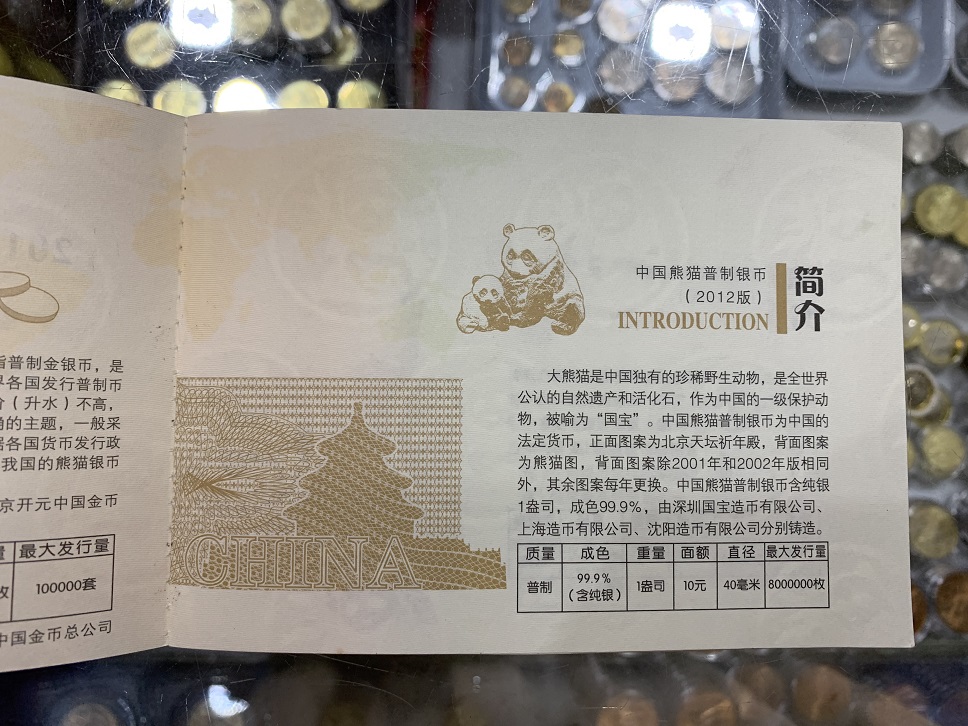 指普制金银币，是
界各国发行普制币
价（升水）不高，
的主题，一般采
各国货币发行政
我国的熊猫银币
京开元中国金币
量 最大发行量
枚 100000套
中国金币总公司
中国熊猫普制银币
（2012版）
INTRODUCTION
简介
大熊猫是中国独有的珍稀野生动物，是全世界
公认的自然遗产和活化石，作为中国的一级保护动
物，被喻为“国宝”。中国熊猫普制银币为中国的
法定货币，正面图案为北京天坛祈年殿，背面图案
为熊猫图，背面图案除2001年和2002年版相同
外，其余图案每年更换。中国熊猫普制银币含纯银
1盎司，成色99.9%，由深圳国宝造币有限公司、
上海造币有限公司、沈阳造币有限公司分别铸造。
质量 成色 重量 面额 直径 最大发行量
普制 99.9%（含纯银） 1盎司 10元 40毫米 8000000枚
CHINA